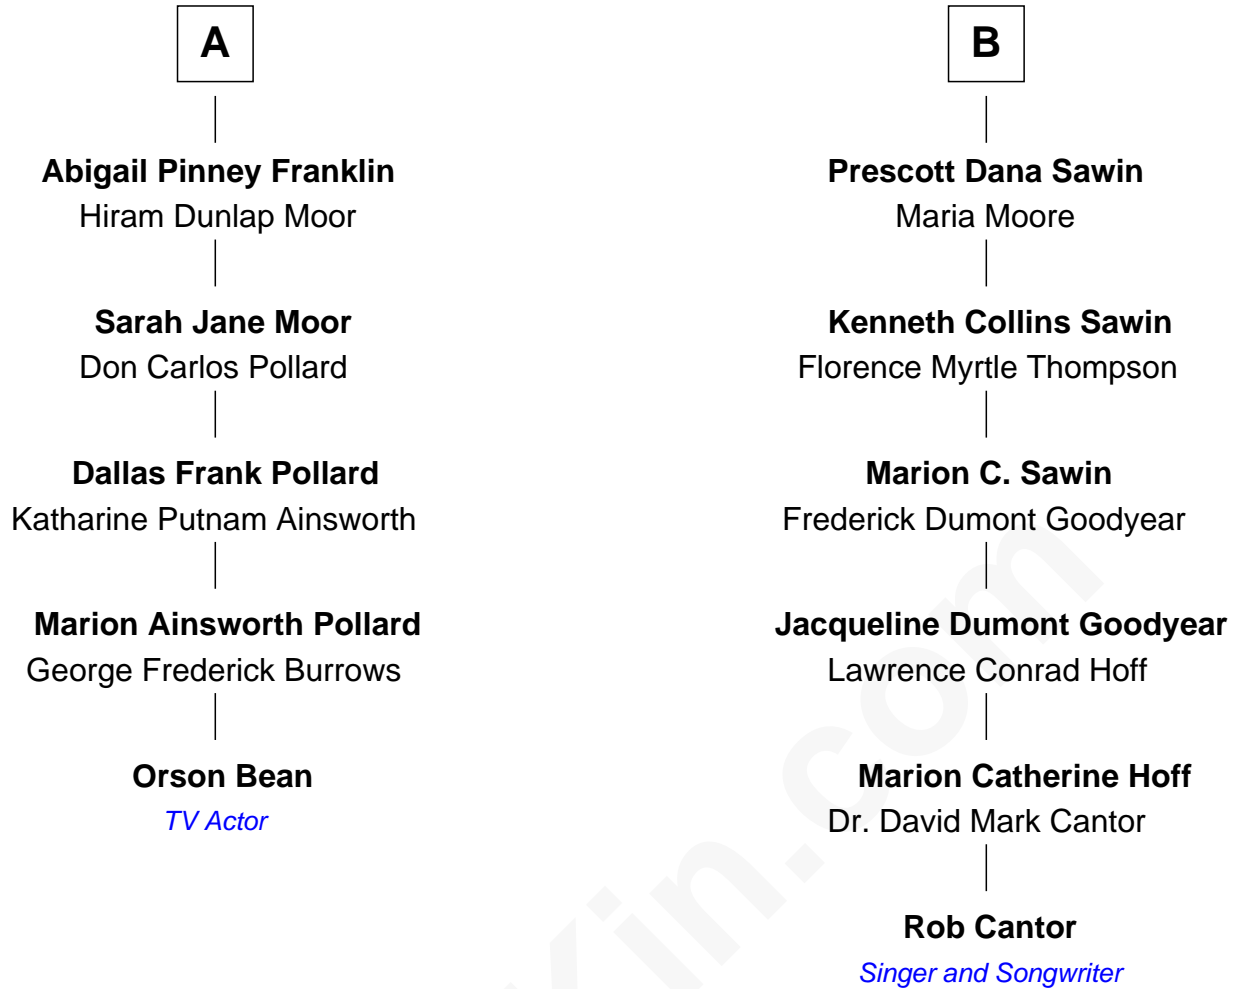 A
Abigail Pinney Franklin
Hiram Dunlap Moor
Sarah Jane Moor
Don Carlos Pollard
Dallas Frank Pollard
Katharine Putnam Ainsworth
Marion Ainsworth Pollard
George Frederick Burrows
Orson Bean
TV Actor
B
Prescott Dana Sawin
Maria Moore
Kenneth Collins Sawin
Florence Myrtle Thompson
Marion C. Sawin
Frederick Dumont Goodyear
Jacqueline Dumont Goodyear
Lawrence Conrad Hoff
Marion Catherine Hoff
Dr. David Mark Cantor
Rob Cantor
Singer and Songwriter
kin.com